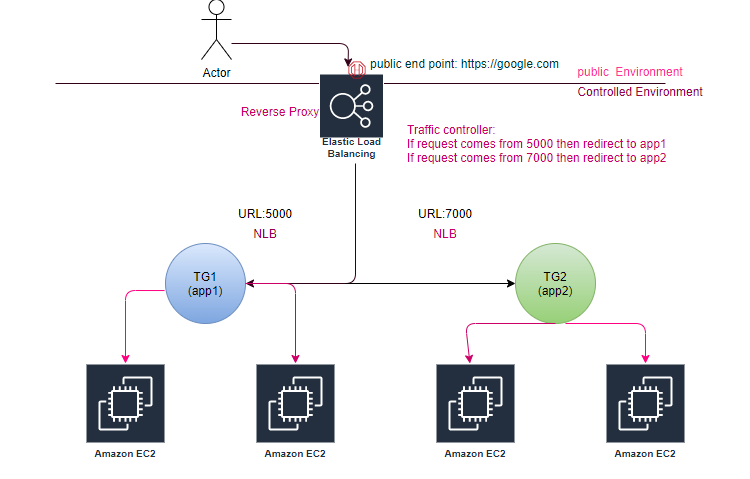 public end point: https://google.com
Actor
public  Environment
Controlled Environment
Reverse Proxy
Elastic Load
Balancing
Traffic controller:
If request comes from 5000 then redirect to app1
If request comes from 7000 then redirect to app2
URL:5000
URL:7000
NLB
NLB
TG1
(app1)
TG2
(app2)
Amazon EC2
Amazon EC2
Amazon EC2
Amazon EC2